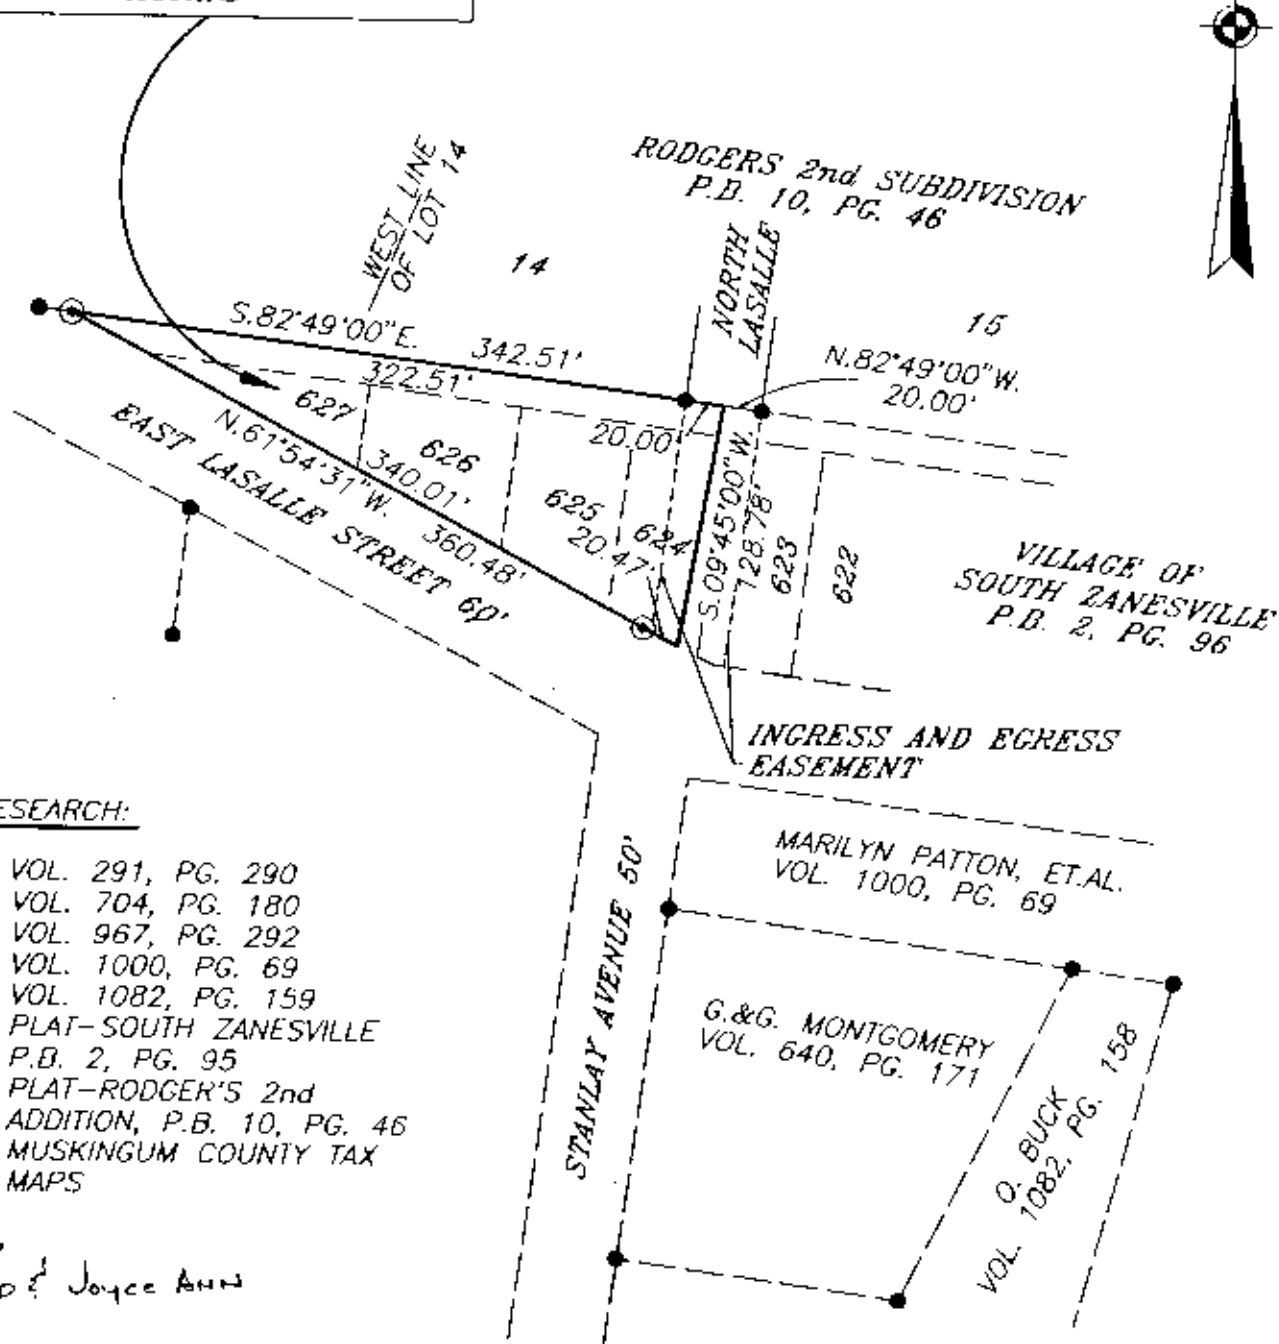 WEST LINE
OF LOT 14
RODGERS 2nd SUBDIVISION
P.B. 10, PG. 46
14
NORTH
LASALLE
15
S.82°49'00"E.
342.51'
322.51'
N.82°49'00"W.
20.00'
20.00'
627
626
625
624
623
622
N.61°54'31"W.
340.01'
360.48'
20.47'
S.09°45'00"W.
128.78'
EAST LASALLE STREET 60'
VILLAGE OF
SOUTH ZANESVILLE
P.B. 2, PG. 96
INGRESS AND EGRESS
EASEMENT
ESEARCH:
VOL. 291, PG. 290
VOL. 704, PG. 180
VOL. 967, PG. 292
VOL. 1000, PG. 69
VOL. 1082, PG. 159
PLAT-SOUTH ZANESVILLE
P.B. 2, PG. 95
PLAT-RODGER'S 2nd
ADDITION, P.B. 10, PG. 46
MUSKINGUM COUNTY TAX
MAPS
STANLAY AVENUE 50'
MARILYN PATTON, ET.AL.
VOL. 1000, PG. 69
G.&G. MONTGOMERY
VOL. 640, PG. 171
O. BUCK
VOL. 1082, PG. 158
& Joyce Ann